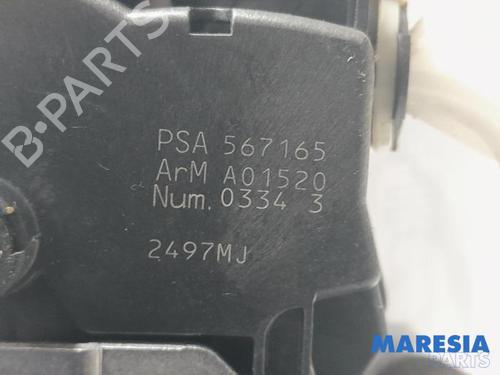 PSA 567165
ArM A01520
Num. 0334 3
2497MJ
B-PARTS
MARESIA
PARTS